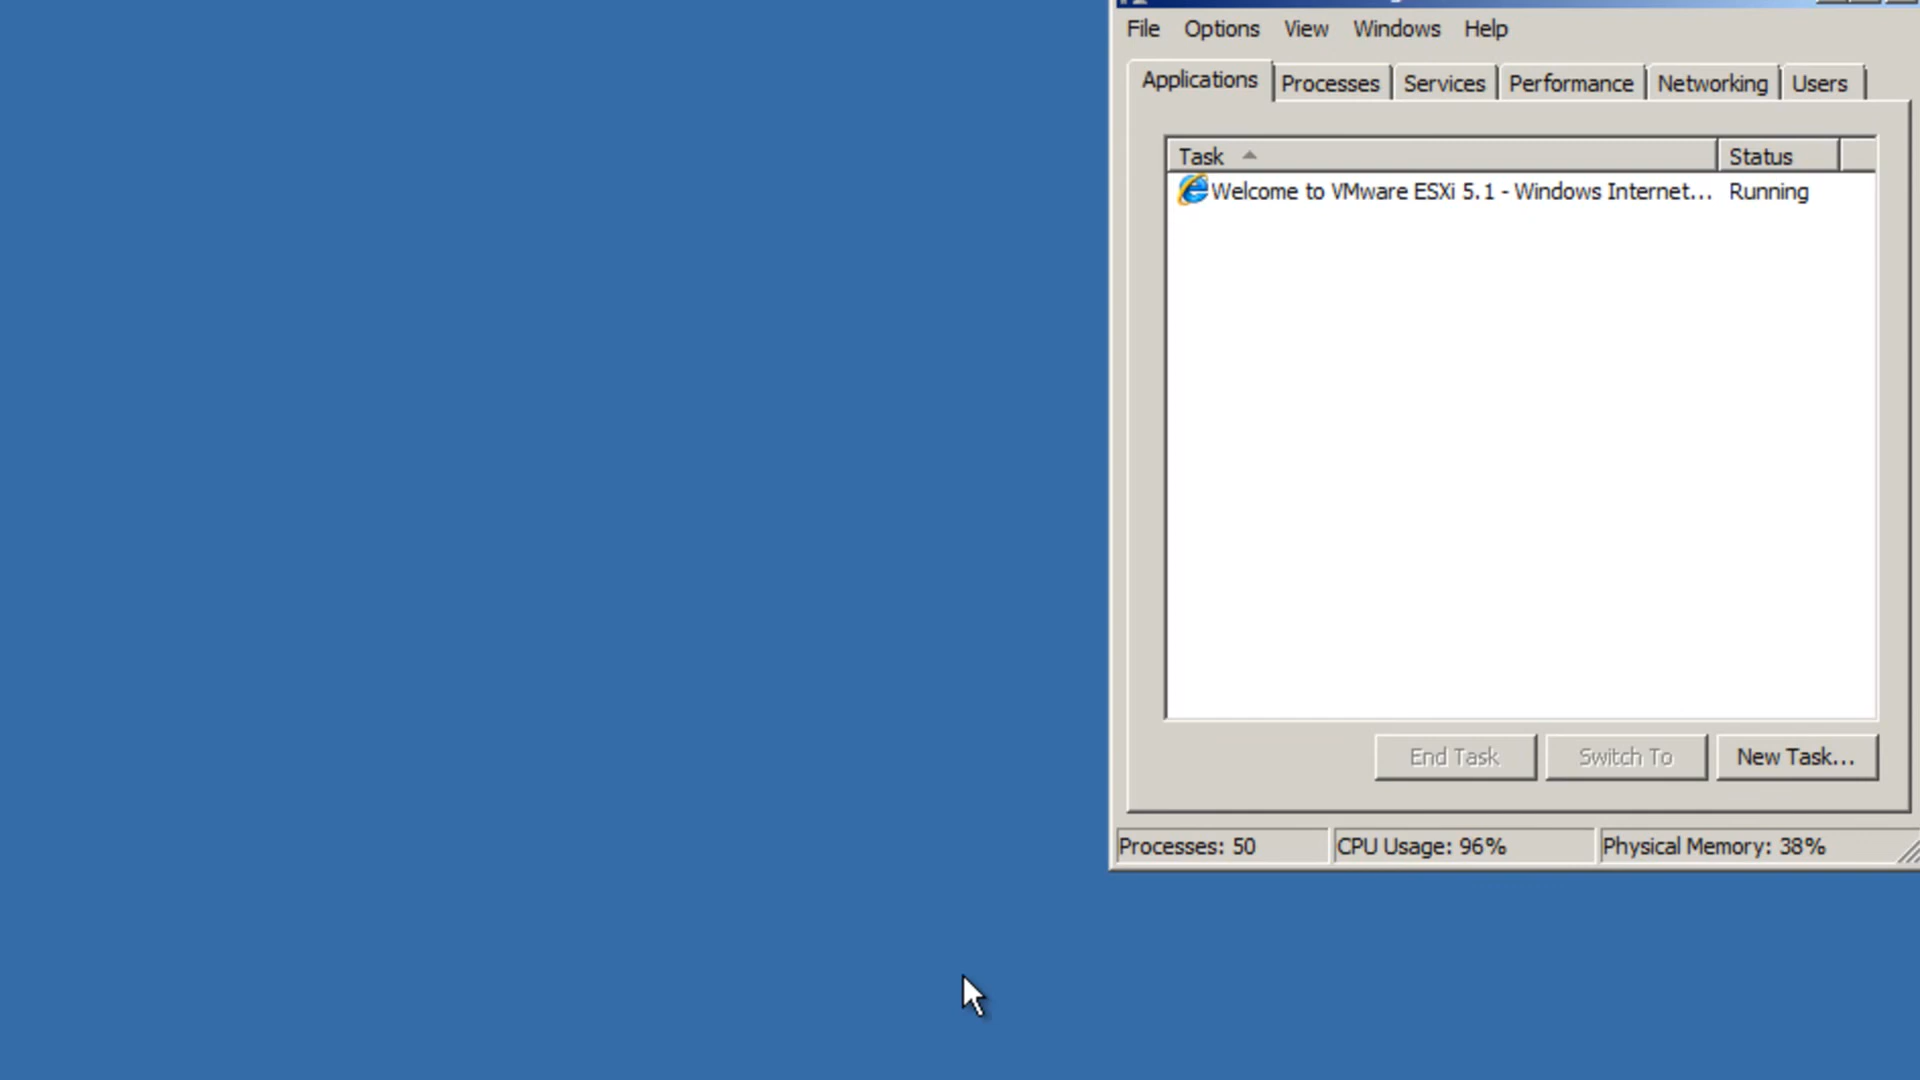 File Options View Windows Help
Applications Processes Services Performance Networking Users
Task Status
Welcome to VMware ESXi 5.1 - Windows Internet... Running
End Task Switch To New Task...
Processes: 50 CPU Usage: 96% Physical Memory: 38%